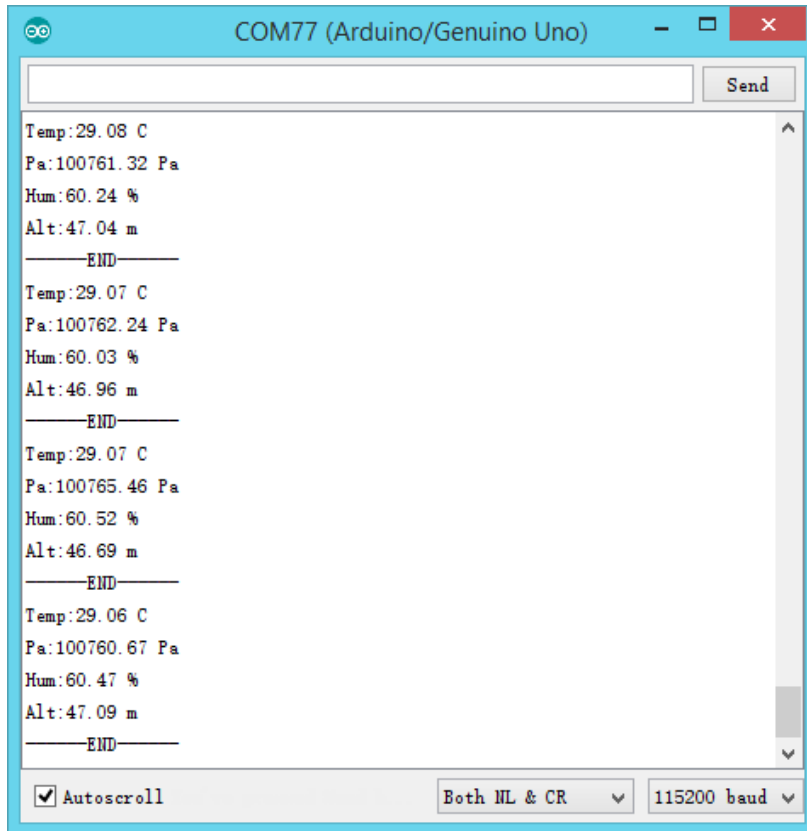 COM77 (Arduino/Genuino Uno)
Send
Temp:29.08 C
Pa:100761.32 Pa
Hum:60.24 %
Alt:47.04 m
——————END——————
Temp:29.07 C
Pa:100762.24 Pa
Hum:60.03 %
Alt:46.96 m
——————END——————
Temp:29.07 C
Pa:100765.46 Pa
Hum:60.52 %
Alt:46.69 m
——————END——————
Temp:29.06 C
Pa:100760.67 Pa
Hum:60.47 %
Alt:47.09 m
——————END——————
Autoscroll Both NL & CR 115200 baud